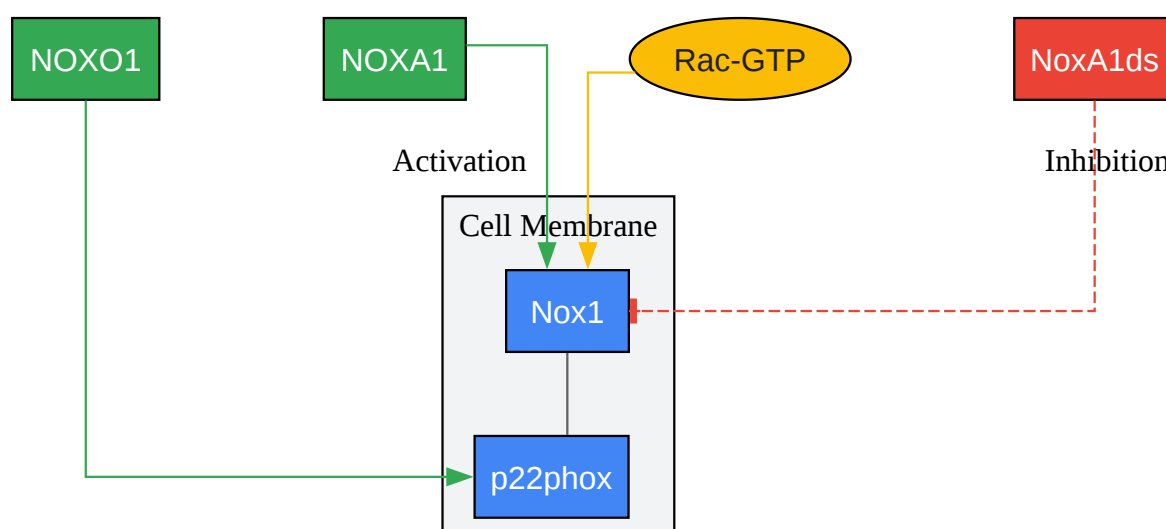 NOXO1
NOXA1
Rac-GTP
NoxA1ds
Activation
Inhibition
Cell Membrane
Nox1
p22phox